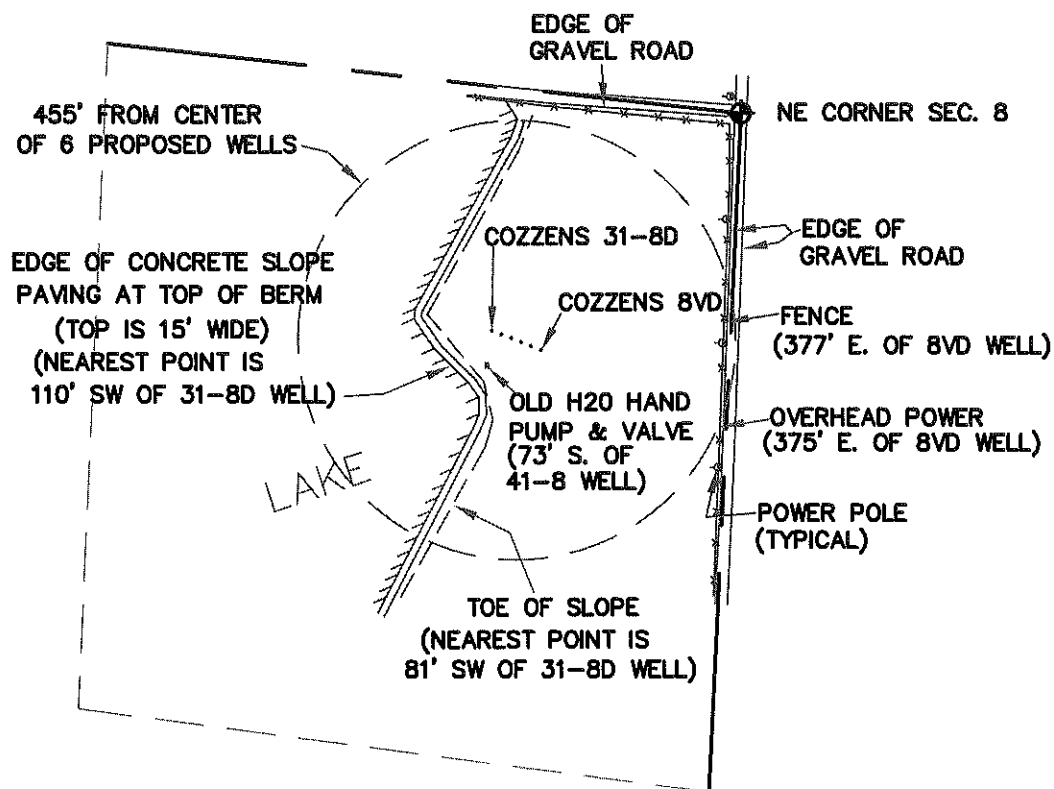 EDGE OF
GRAVEL ROAD
NE CORNER SEC. 8
455' FROM CENTER
OF 6 PROPOSED WELLS
COZZENS 31-8D
EDGE OF
GRAVEL ROAD
EDGE OF CONCRETE SLOPE
PAVING AT TOP OF BERM
(TOP IS 15' WIDE)
(NEAREST POINT IS
110' SW OF 31-8D WELL)
COZZENS 8VD
FENCE
(377' E. OF 8VD WELL)
OLD H20 HAND
PUMP & VALVE
(73' S. OF
41-8 WELL)
OVERHEAD POWER
(375' E. OF 8VD WELL)
LAKE
POWER POLE
(TYPICAL)
TOE OF SLOPE
(NEAREST POINT IS
81' SW OF 31-8D WELL)